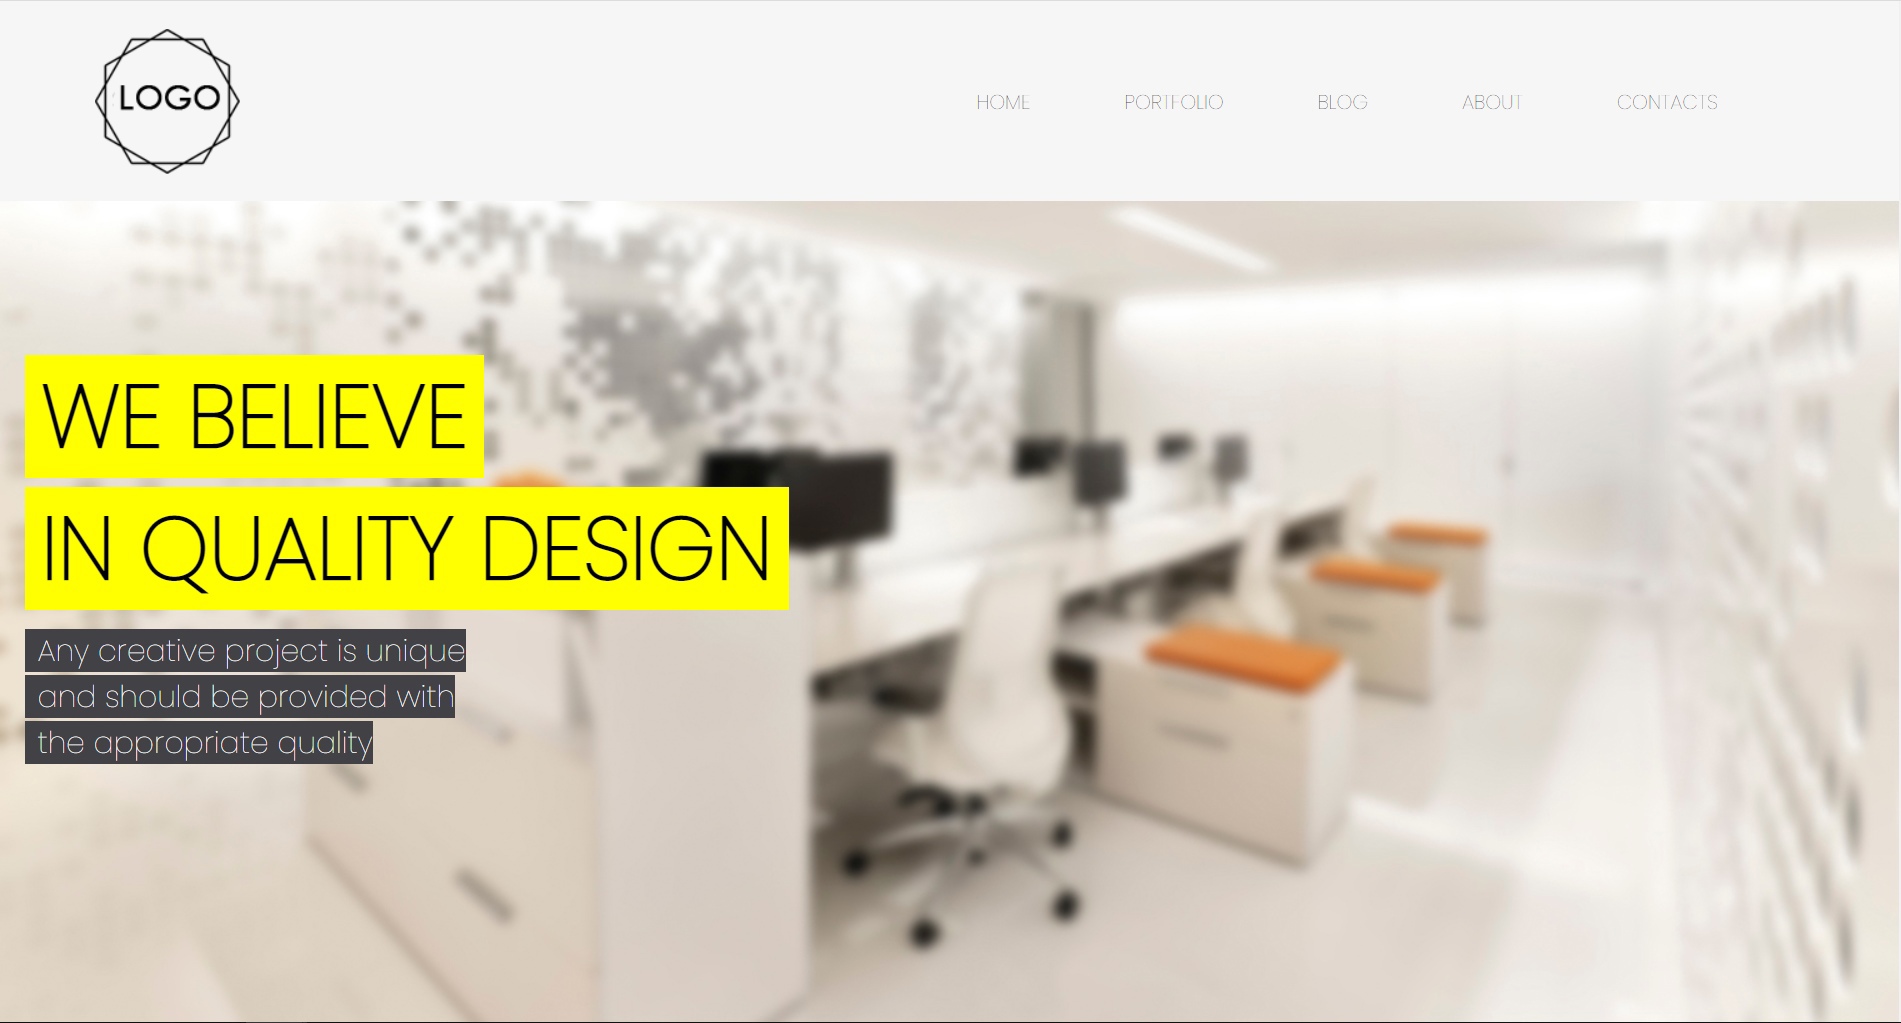 LOGO
HOME PORTFOLIO BLOG ABOUT CONTACTS
WE BELIEVE
IN QUALITY DESIGN
Any creative project is unique
and should be provided with
the appropriate quality